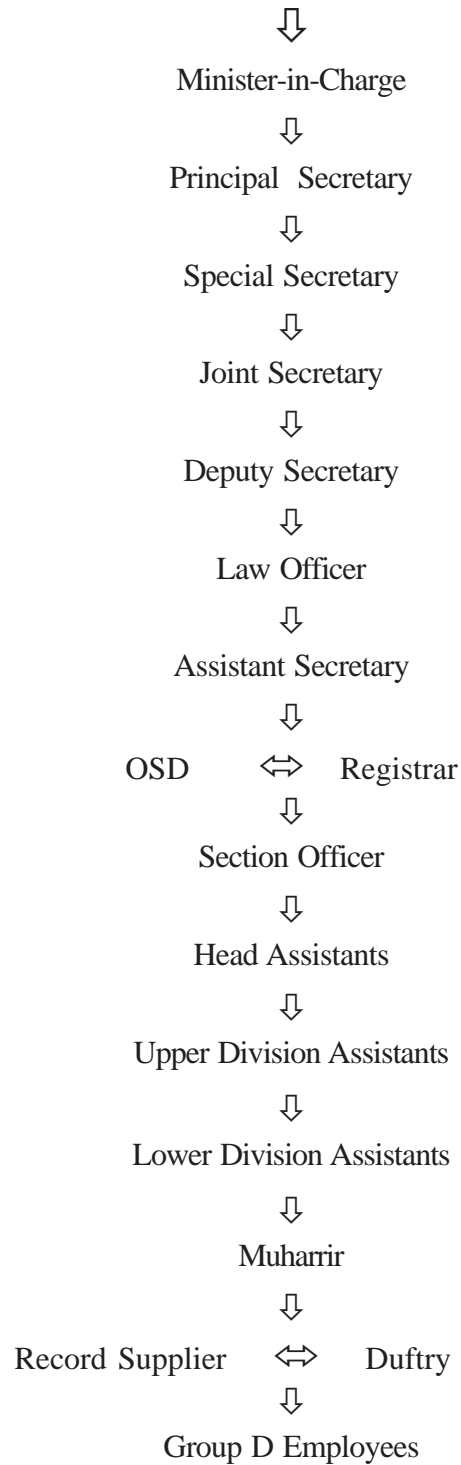 ⇩
Minister-in-Charge
⇩
Principal Secretary
⇩
Special Secretary
⇩
Joint Secretary
⇩
Deputy Secretary
⇩
Law Officer
⇩
Assistant Secretary
⇩
OSD ⇔ Registrar
⇩
Section Officer
⇩
Head Assistants
⇩
Upper Division Assistants
⇩
Lower Division Assistants
⇩
Muharrir
⇩
Record Supplier ⇔ Duftry
⇩
Group D Employees